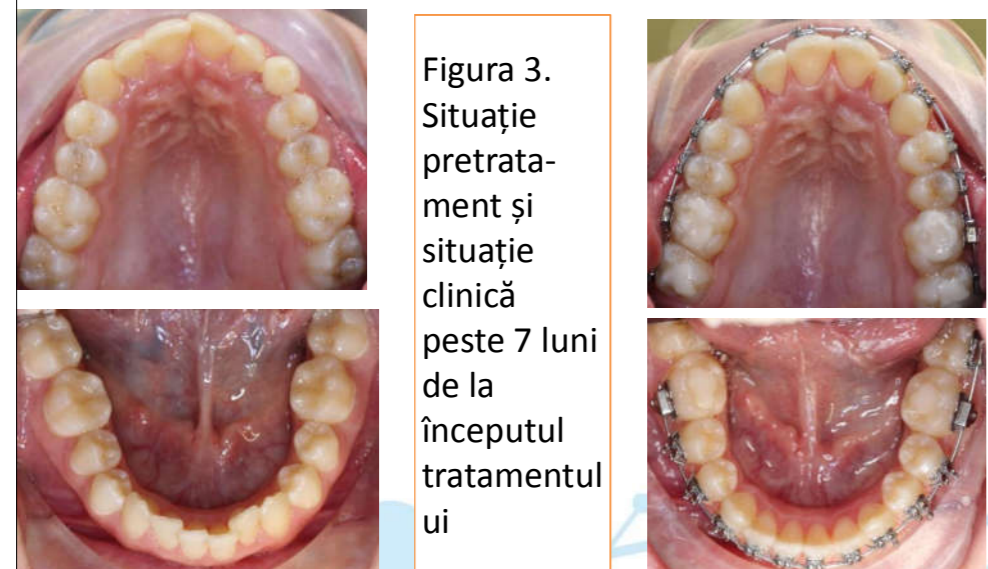 Figura 3.
Situație
pretrata-
ment și
situație
clinică
peste 7 luni
de la
începutul
tratamentul
ui